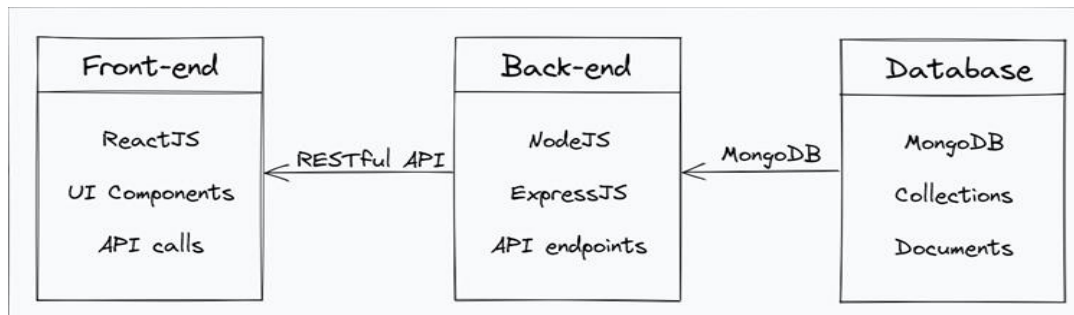 Front-end
ReactJS
UI Components
API calls
RESTful API
Back-end
NodeJS
ExpressJS
API endpoints
MongoDB
Database
MongoDB
Collections
Documents